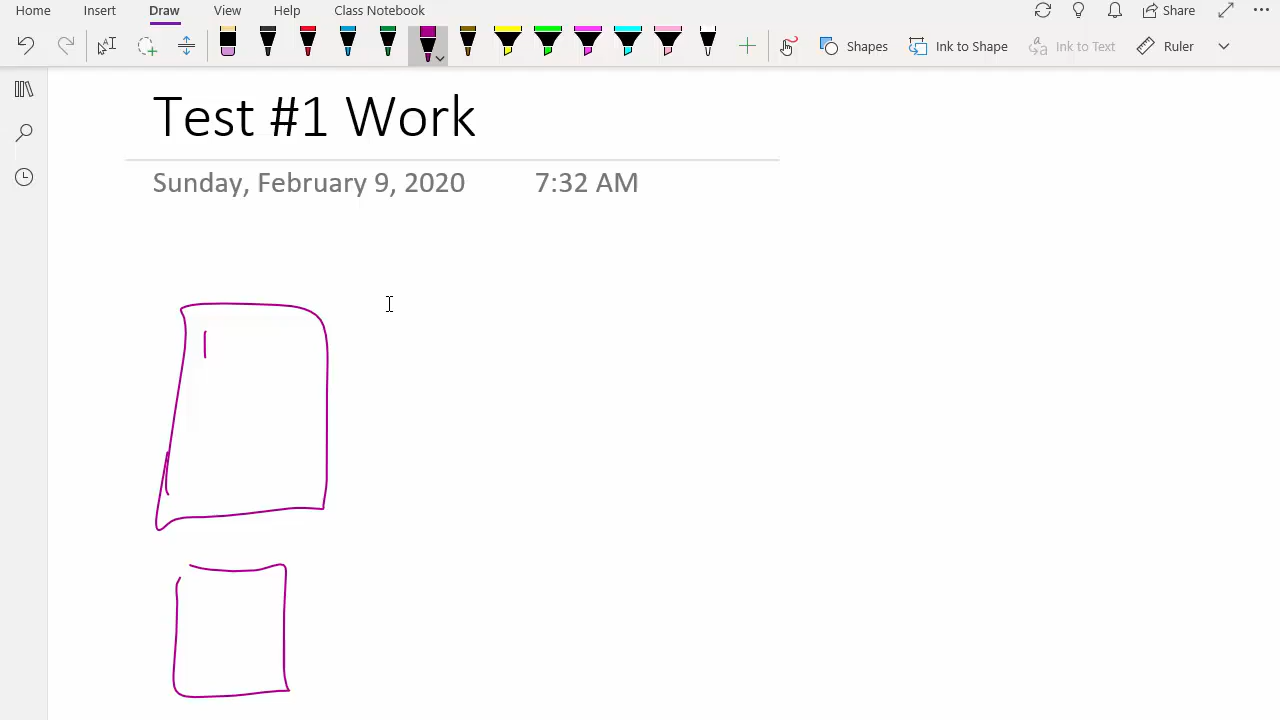 Home Insert Draw View Help Class Notebook Share
Shapes Ink to Shape Ink to Text Ruler
Test #1 Work
Sunday, February 9, 2020 7:32 AM